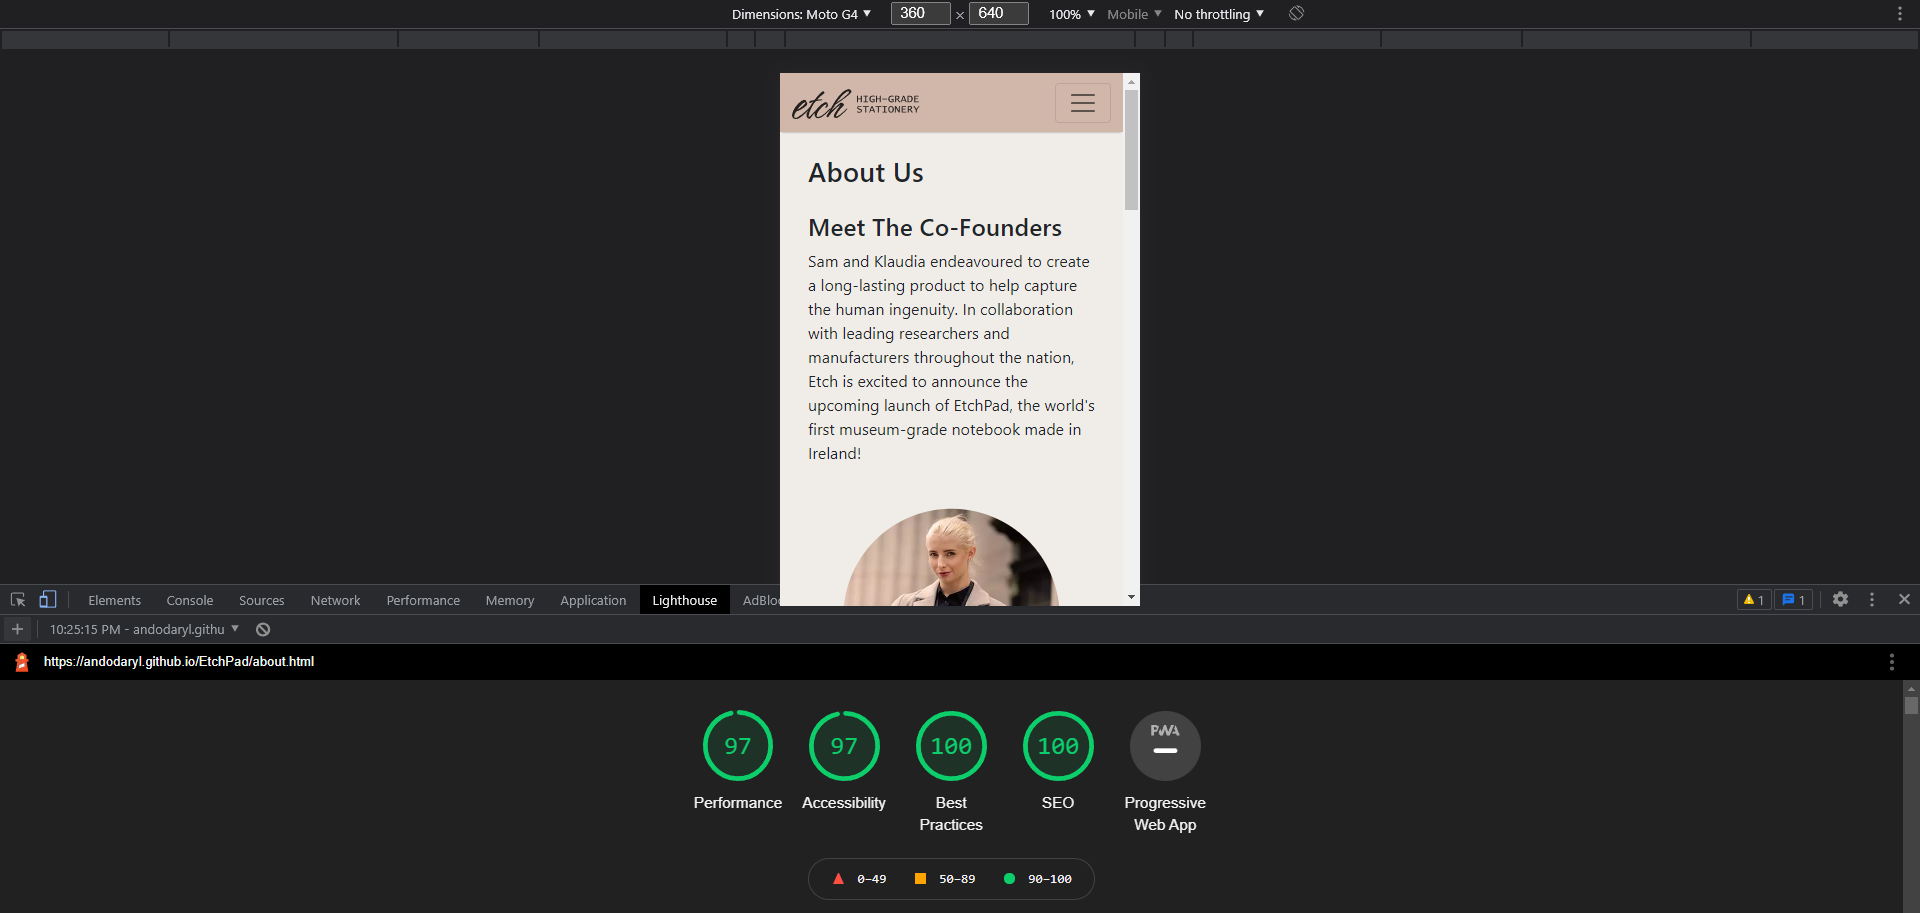 Dimensions: Moto G4 360 × 640 100% Mobile No throttling
etch HIGH-GRADE
STATIONERY
About Us
Meet The Co-Founders
Sam and Klaudia endeavoured to create
a long-lasting product to help capture
the human ingenuity. In collaboration
with leading researchers and
manufacturers throughout the nation,
Etch is excited to announce the
upcoming launch of EtchPad, the world's
first museum-grade notebook made in
Ireland!
Elements Console Sources Network Performance Memory Application Lighthouse AdBloc 1 1
10:25:15 PM - andodaryl.githu
https://andodaryl.github.io/EtchPad/about.html
97 97 100 100 PWA
Performance Accessibility Best SEO Progressive
Practices Web App
0–49 50–89 90–100